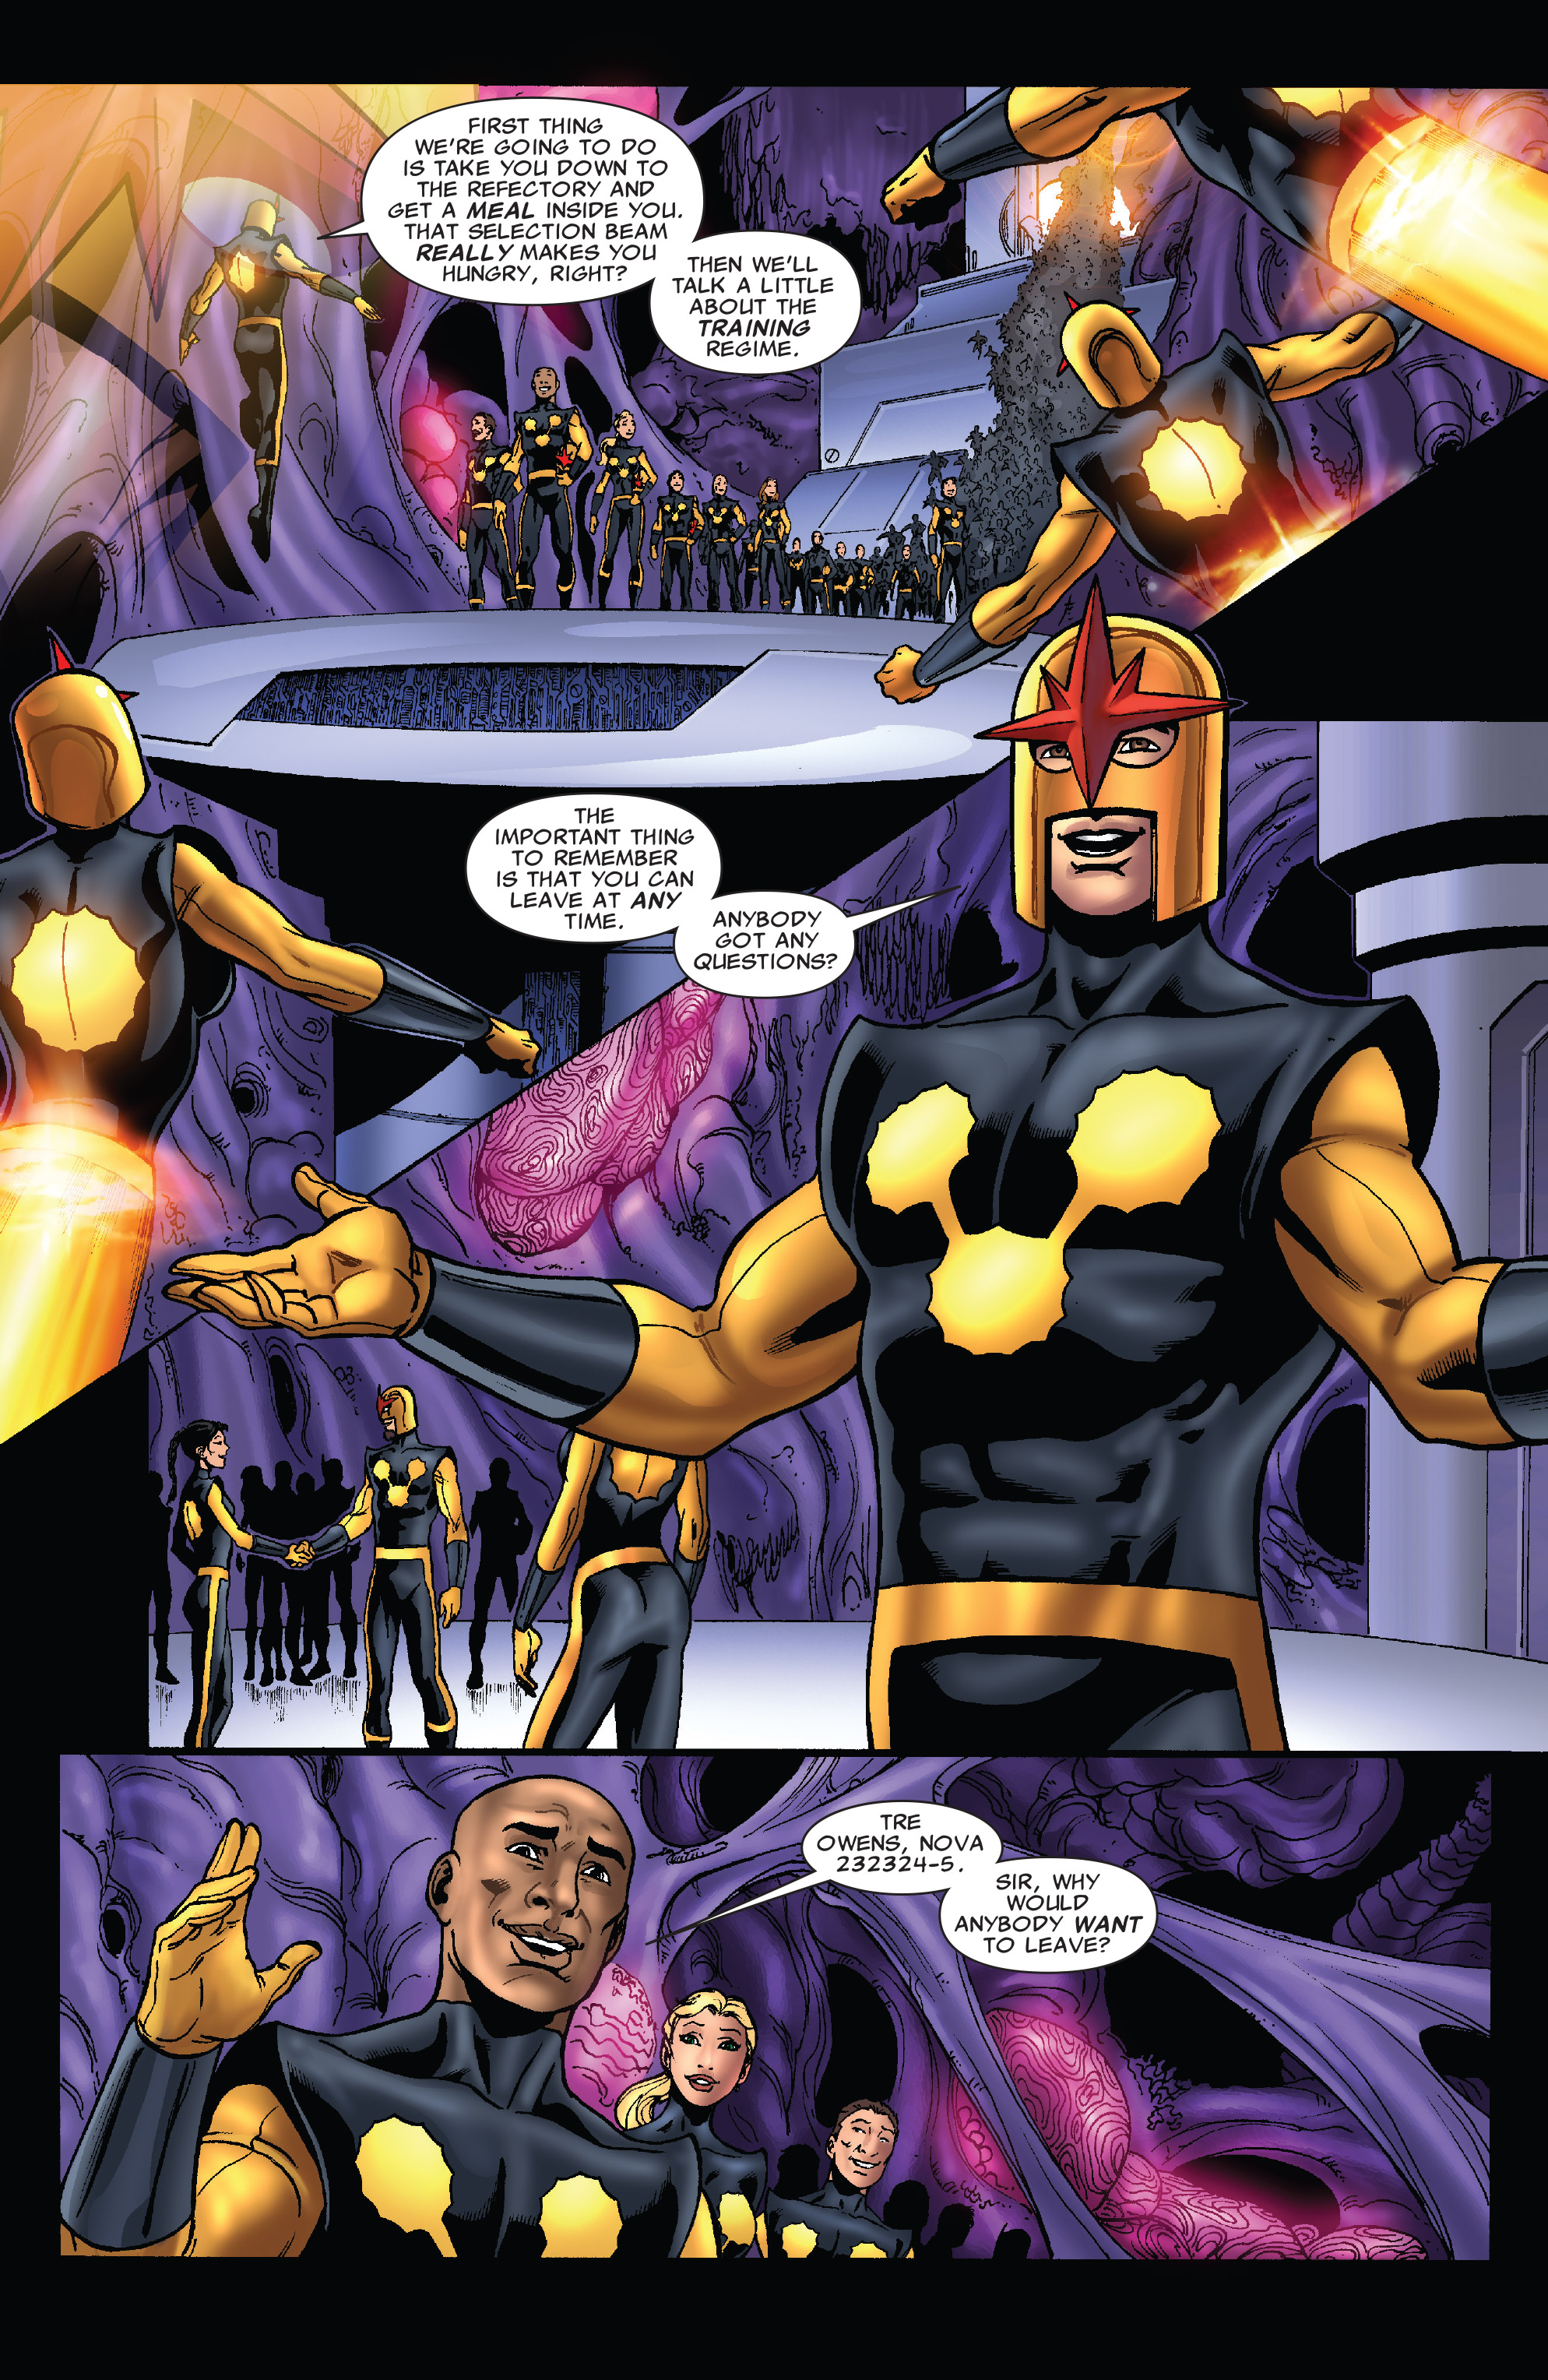 FIRST THING
WE'RE GOING TO DO
IS TAKE YOU DOWN TO
THE REFECTORY AND
GET A MEAL INSIDE YOU.
THAT SELECTION BEAM
REALLY MAKES YOU
HUNGRY, RIGHT?
THEN WE'LL
TALK A LITTLE
ABOUT THE
TRAINING
REGIME.
THE
IMPORTANT THING
TO REMEMBER
IS THAT YOU CAN
LEAVE AT ANY
TIME.
ANYBODY
GOT ANY
QUESTIONS?
TRE
OWENS, NOVA
232324-5.
SIR, WHY
WOULD
ANYBODY WANT
TO LEAVE?